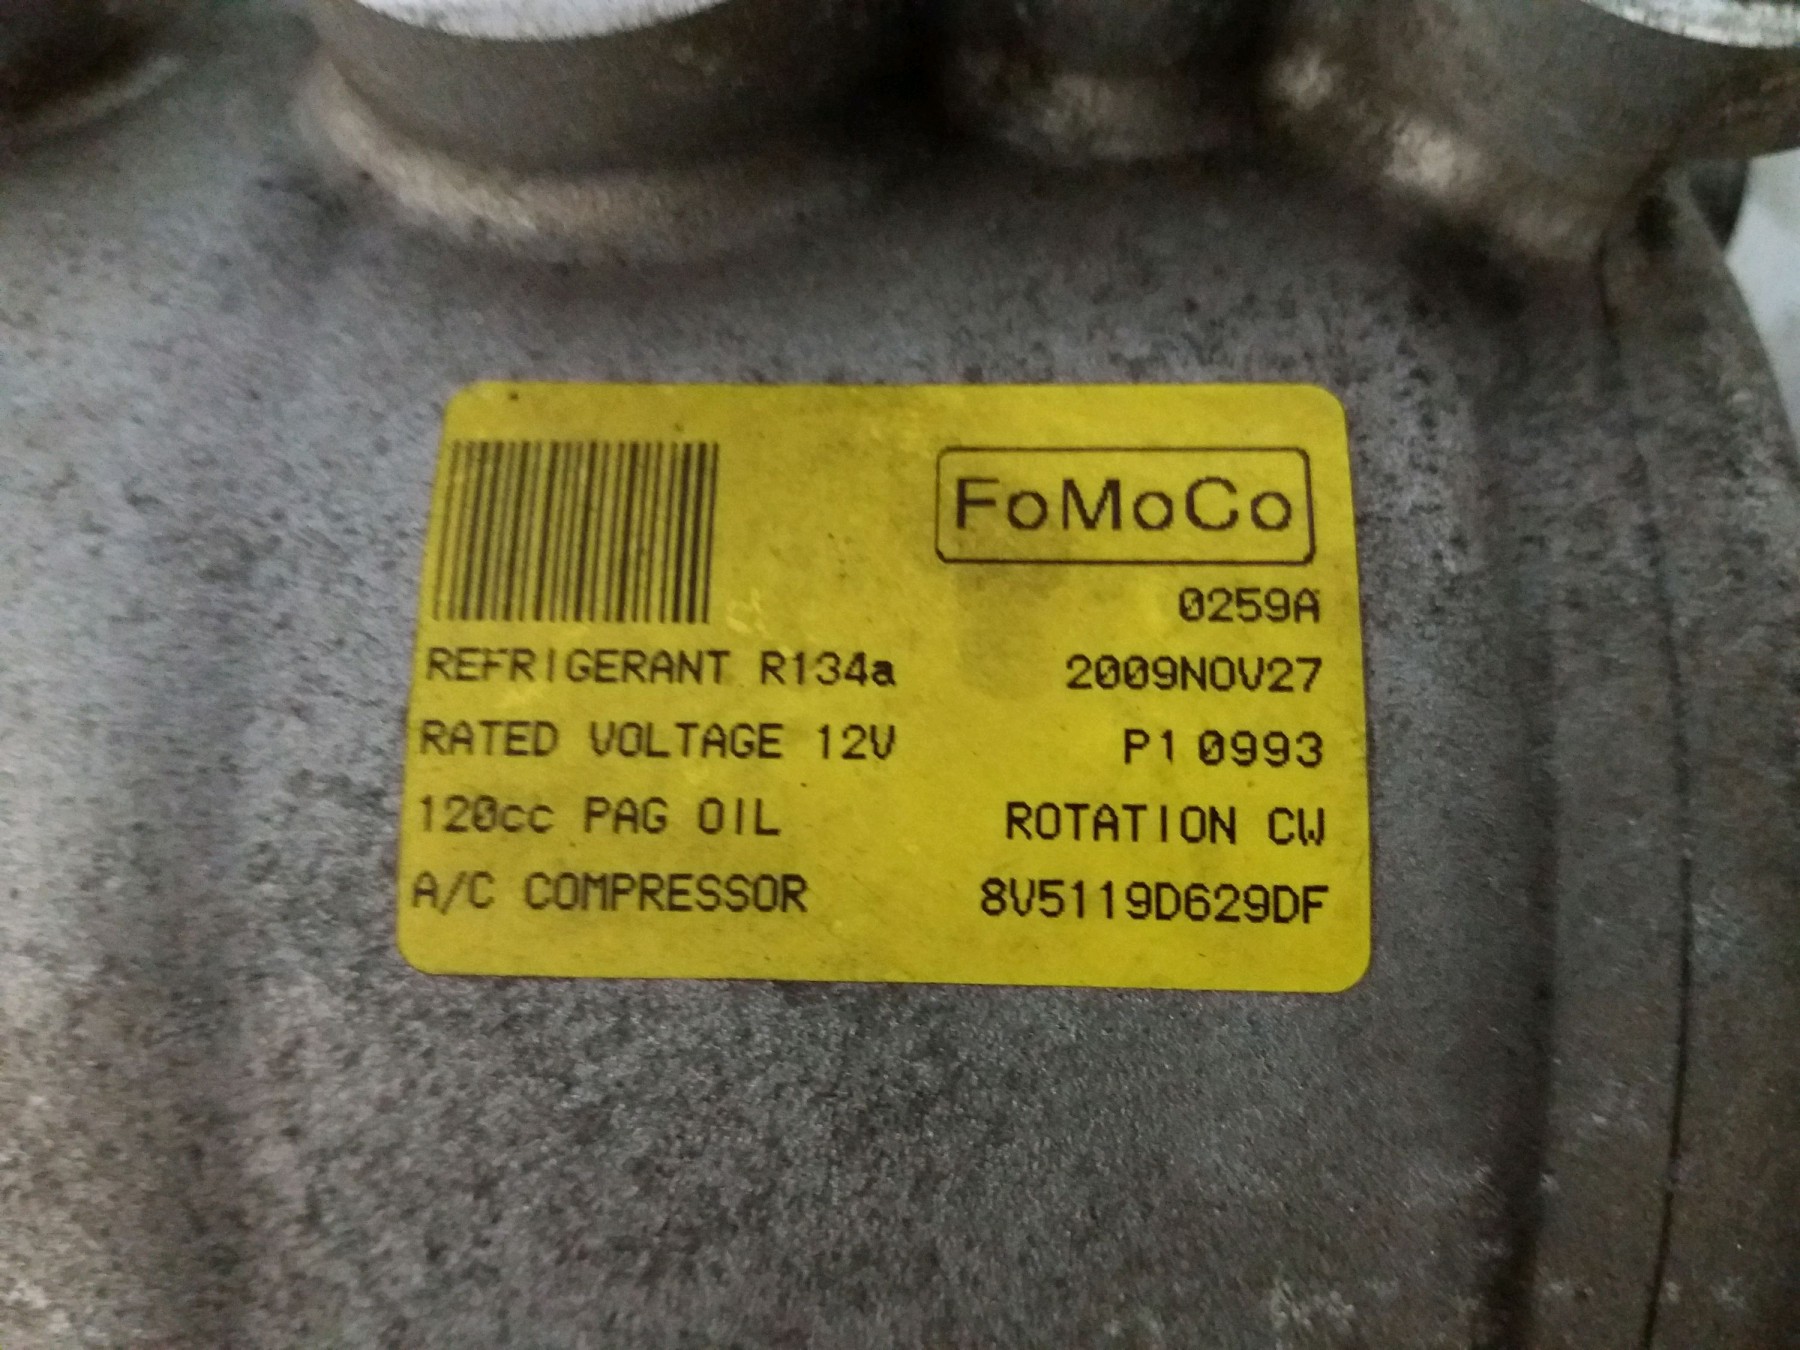 FoMoCo
0259A
REFRIGERANT R134a 2009NOV27
RATED VOLTAGE 12V P1 0993
120cc PAG OIL ROTATION CW
A/C COMPRESSOR 8V5119D629DF